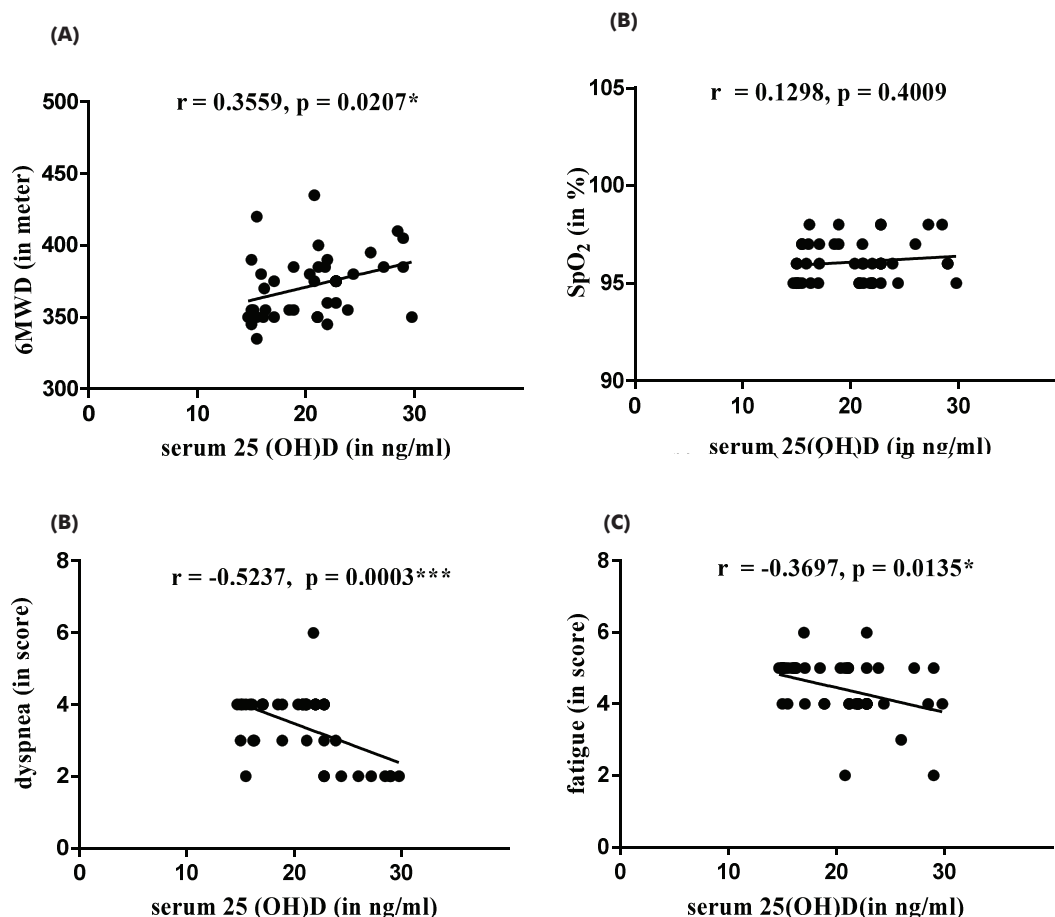 (A)
r = 0.3559, p = 0.0207*
500
450
400
350
300
0
10
20
30
6MWD (in meter)
serum 25 (OH)D (in ng/ml)
(B)
r = 0.1298, p = 0.4009
105
100
95
90
0
10
20
30
SpO2 (in %)
serum 25(OH)D (in ng/ml)
(B)
r = -0.5237, p = 0.0003***
8
6
4
2
0
0
10
20
30
dyspnea (in score)
serum 25 (OH)D (in ng/ml)
(C)
r = -0.3697, p = 0.0135*
8
6
4
2
0
0
10
20
30
fatigue (in score)
serum 25(OH)D(in ng/ml)